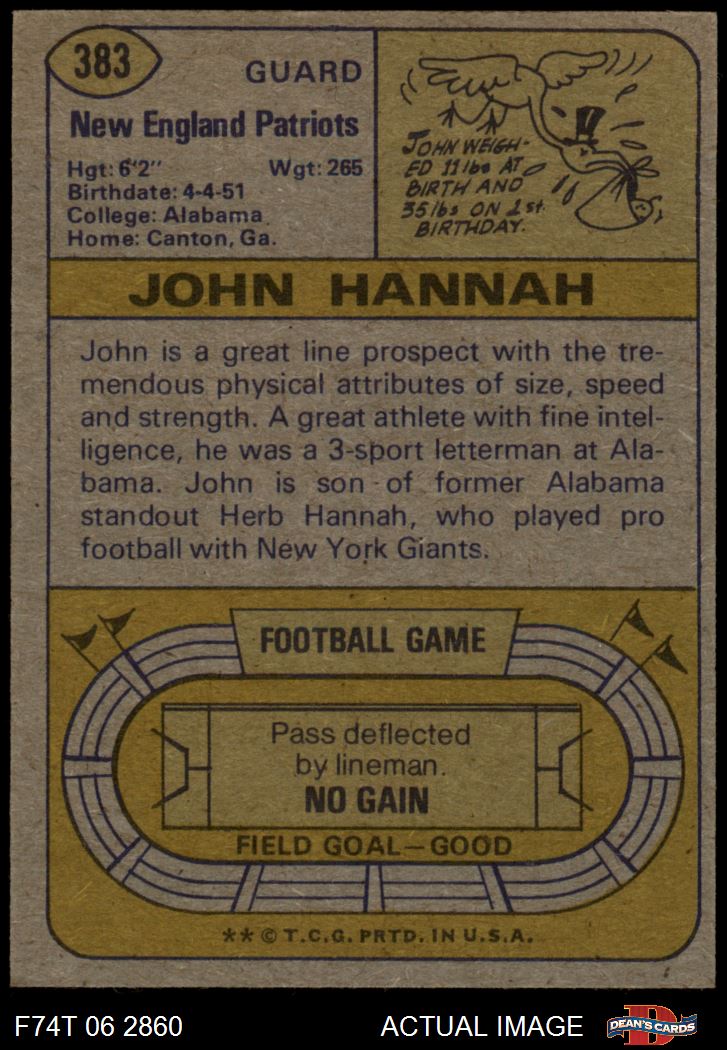 383
GUARD
New England Patriots
Hgt: 6'2" Wgt: 265
Birthdate: 4-4-51
College: Alabama
Home: Canton, Ga.
JOHN WEIGH-
ED 11 lbs AT
BIRTH AND
35 lbs ON 1st.
BIRTHDAY.
JOHN HANNAH
John is a great line prospect with the tre-
mendous physical attributes of size, speed
and strength. A great athlete with fine intel-
ligence, he was a 3-sport letterman at Ala-
bama. John is son of former Alabama
standout Herb Hannah, who played pro
football with New York Giants.
FOOTBALL GAME
Pass deflected
by lineman.
NO GAIN
FIELD GOAL—GOOD
** © T.C.G. PRTD. IN U.S.A.
F74T 06 2860 ACTUAL IMAGE D DEAN'S CARDS